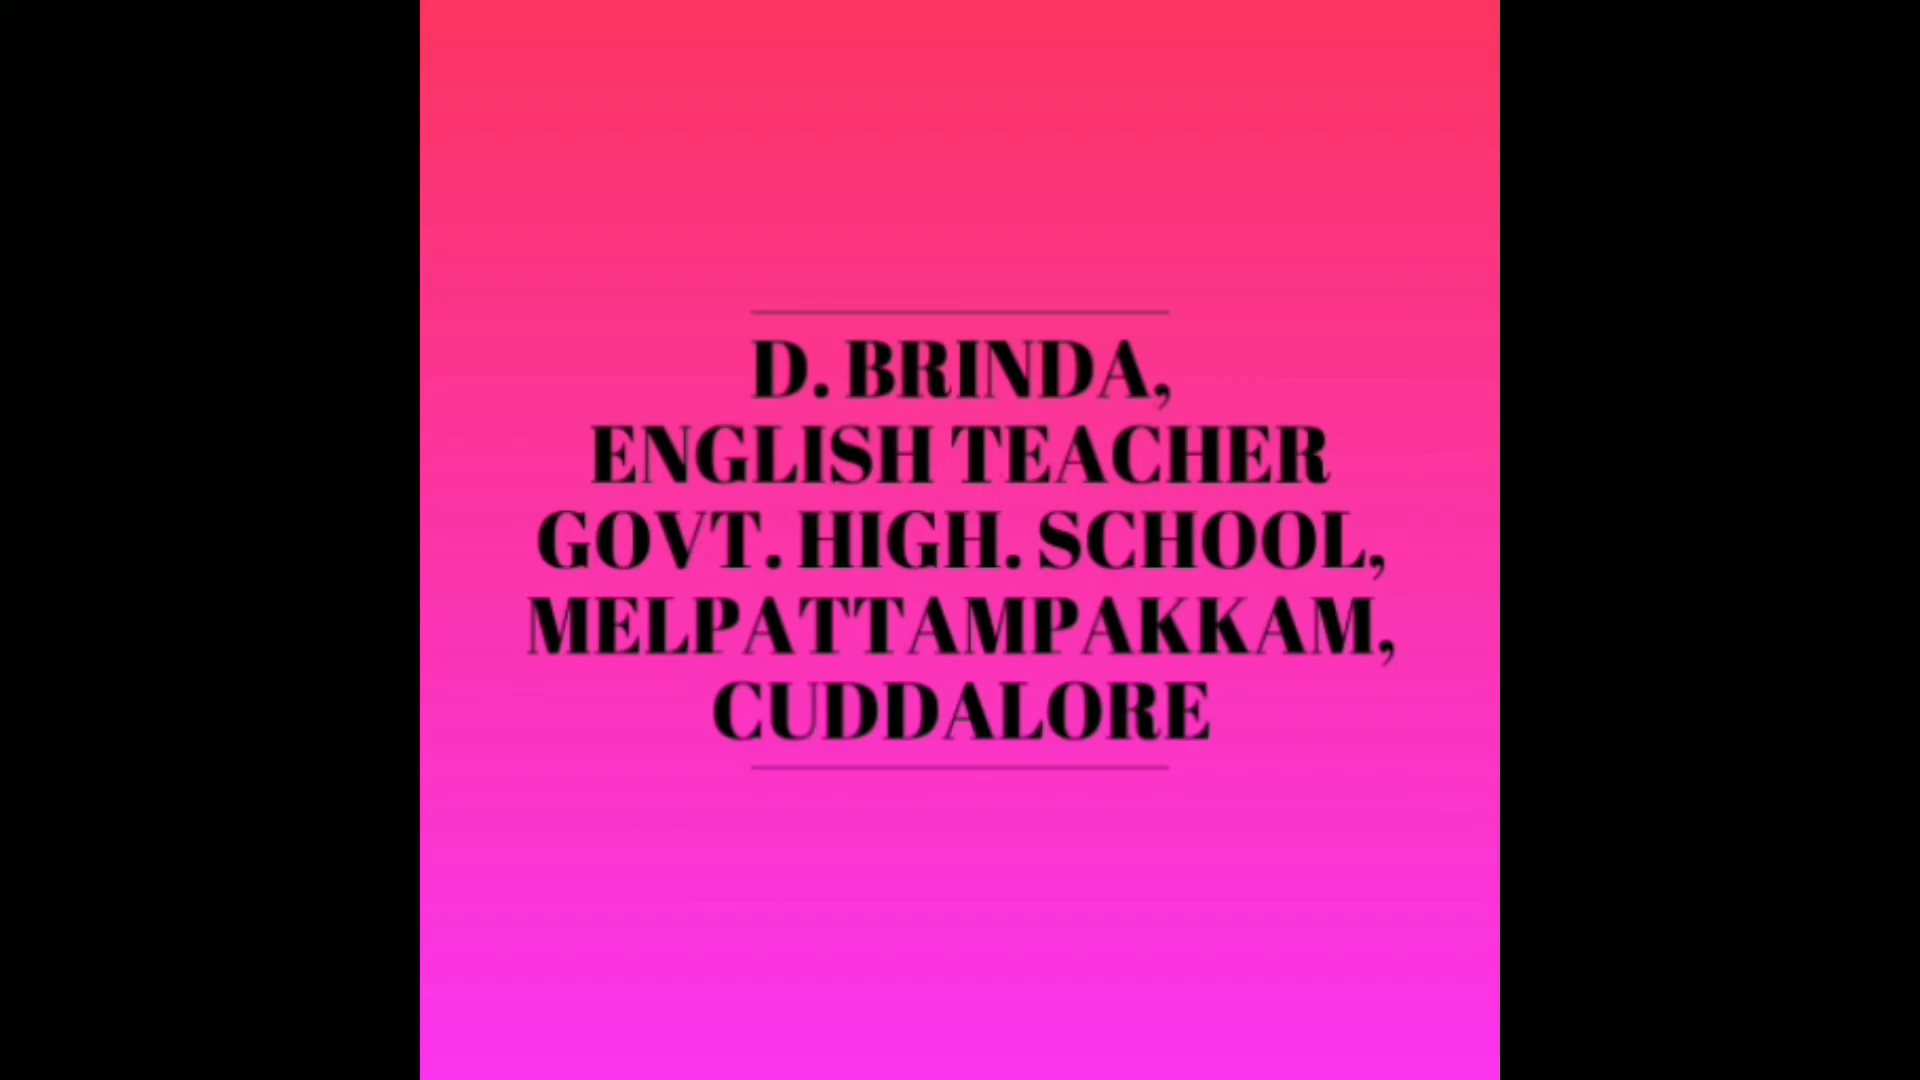 D. BRINDA,
ENGLISH TEACHER
GOVT. HIGH. SCHOOL,
MELPATTAMPAKKAM,
CUDDALORE